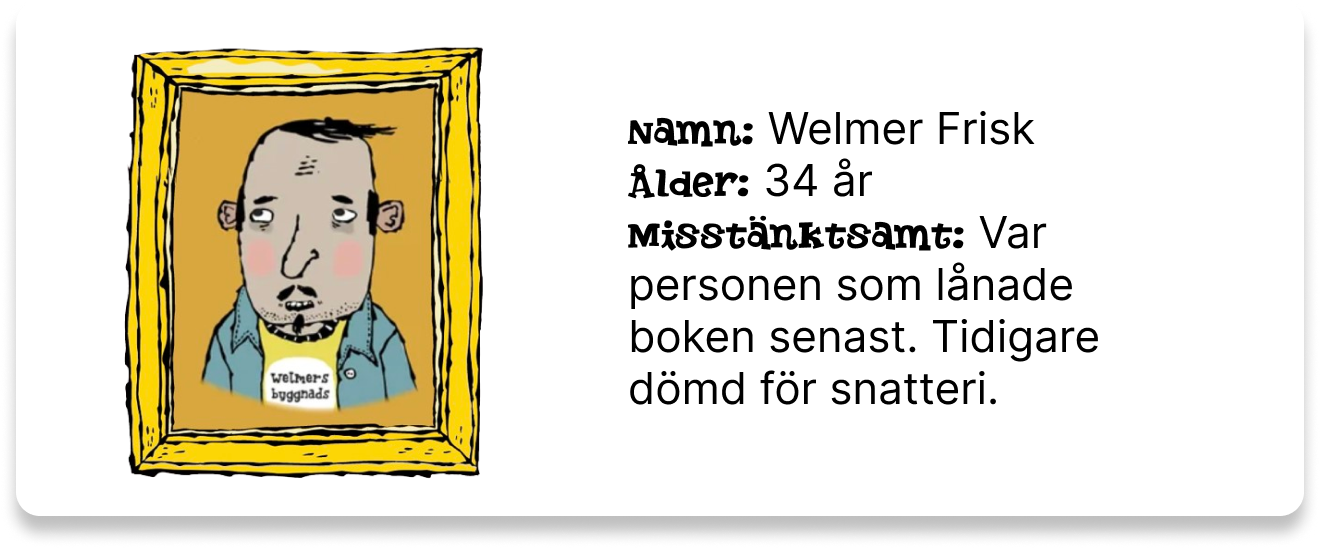 Namn: Welmer Frisk
Ålder: 34 år
Misstänktsamt: Var
personen som lånade
boken senast. Tidigare
dömd för snatteri.
welmers
byggnads